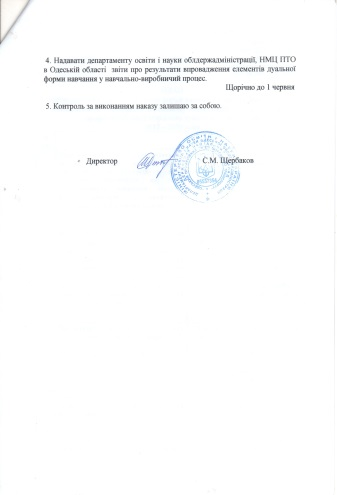 4. Надавати департаменту освіти і науки облдержадміністрації, НМЦ ПТО
в Одеській області звіти про результати впровадження елементів дуальної
форми навчання у навчально-виробничий процес.
Щорічно до 1 червня
5. Контроль за виконанням наказу залишаю за собою.
Директор С.М. Щербаков